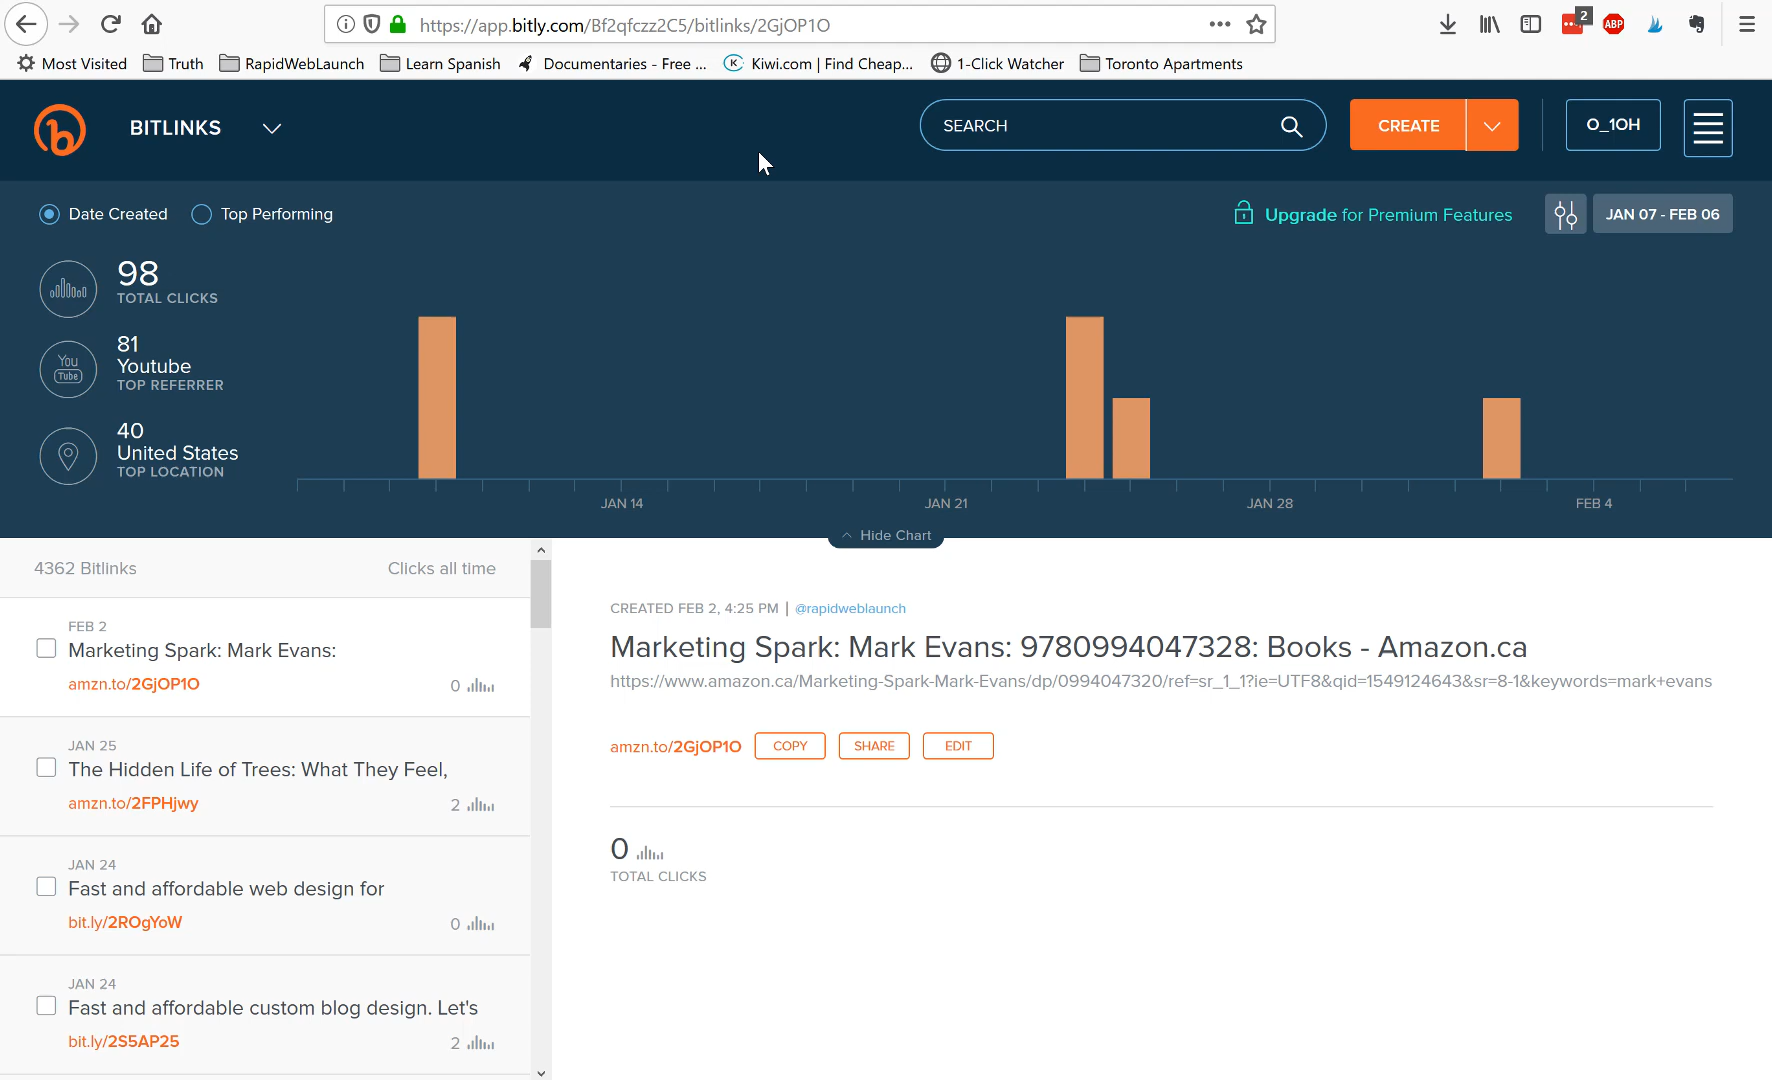 https://app.bitly.com/Bf2qfczz2C5/bitlinks/2GjOP1O
2
ABP
Most Visited
Truth
RapidWebLaunch
Learn Spanish
Documentaries - Free ...
K
Kiwi.com | Find Cheap...
1-Click Watcher
Toronto Apartments
b
BITLINKS
SEARCH
CREATE
O_1OH
Date Created
Top Performing
Upgrade for Premium Features
JAN 07 - FEB 06
98
TOTAL CLICKS
You
Tube
81
Youtube
TOP REFERRER
40
United States
TOP LOCATION
JAN 14
JAN 21
JAN 28
FEB 4
Hide Chart
4362 Bitlinks
Clicks all time
FEB 2
Marketing Spark: Mark Evans:
amzn.to/2GjOP1O
0
JAN 25
The Hidden Life of Trees: What They Feel,
amzn.to/2FPHjwy
2
JAN 24
Fast and affordable web design for
bit.ly/2ROgYoW
0
JAN 24
Fast and affordable custom blog design. Let's
bit.ly/2S5AP25
2
CREATED FEB 2, 4:25 PM | @rapidweblaunch
Marketing Spark: Mark Evans: 9780994047328: Books - Amazon.ca
https://www.amazon.ca/Marketing-Spark-Mark-Evans/dp/0994047320/ref=sr_1_1?ie=UTF8&qid=1549124643&sr=8-1&keywords=mark+evans
amzn.to/2GjOP1O
COPY
SHARE
EDIT
0
TOTAL CLICKS